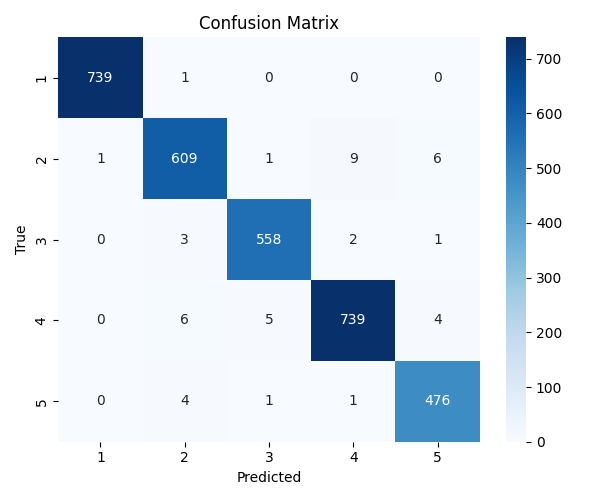 Confusion Matrix
True
1 739 1 0 0 0
2 1 609 1 9 6
3 0 3 558 2 1
4 0 6 5 739 4
5 0 4 1 1 476
1 2 3 4 5
Predicted
700
600
500
400
300
200
100
0